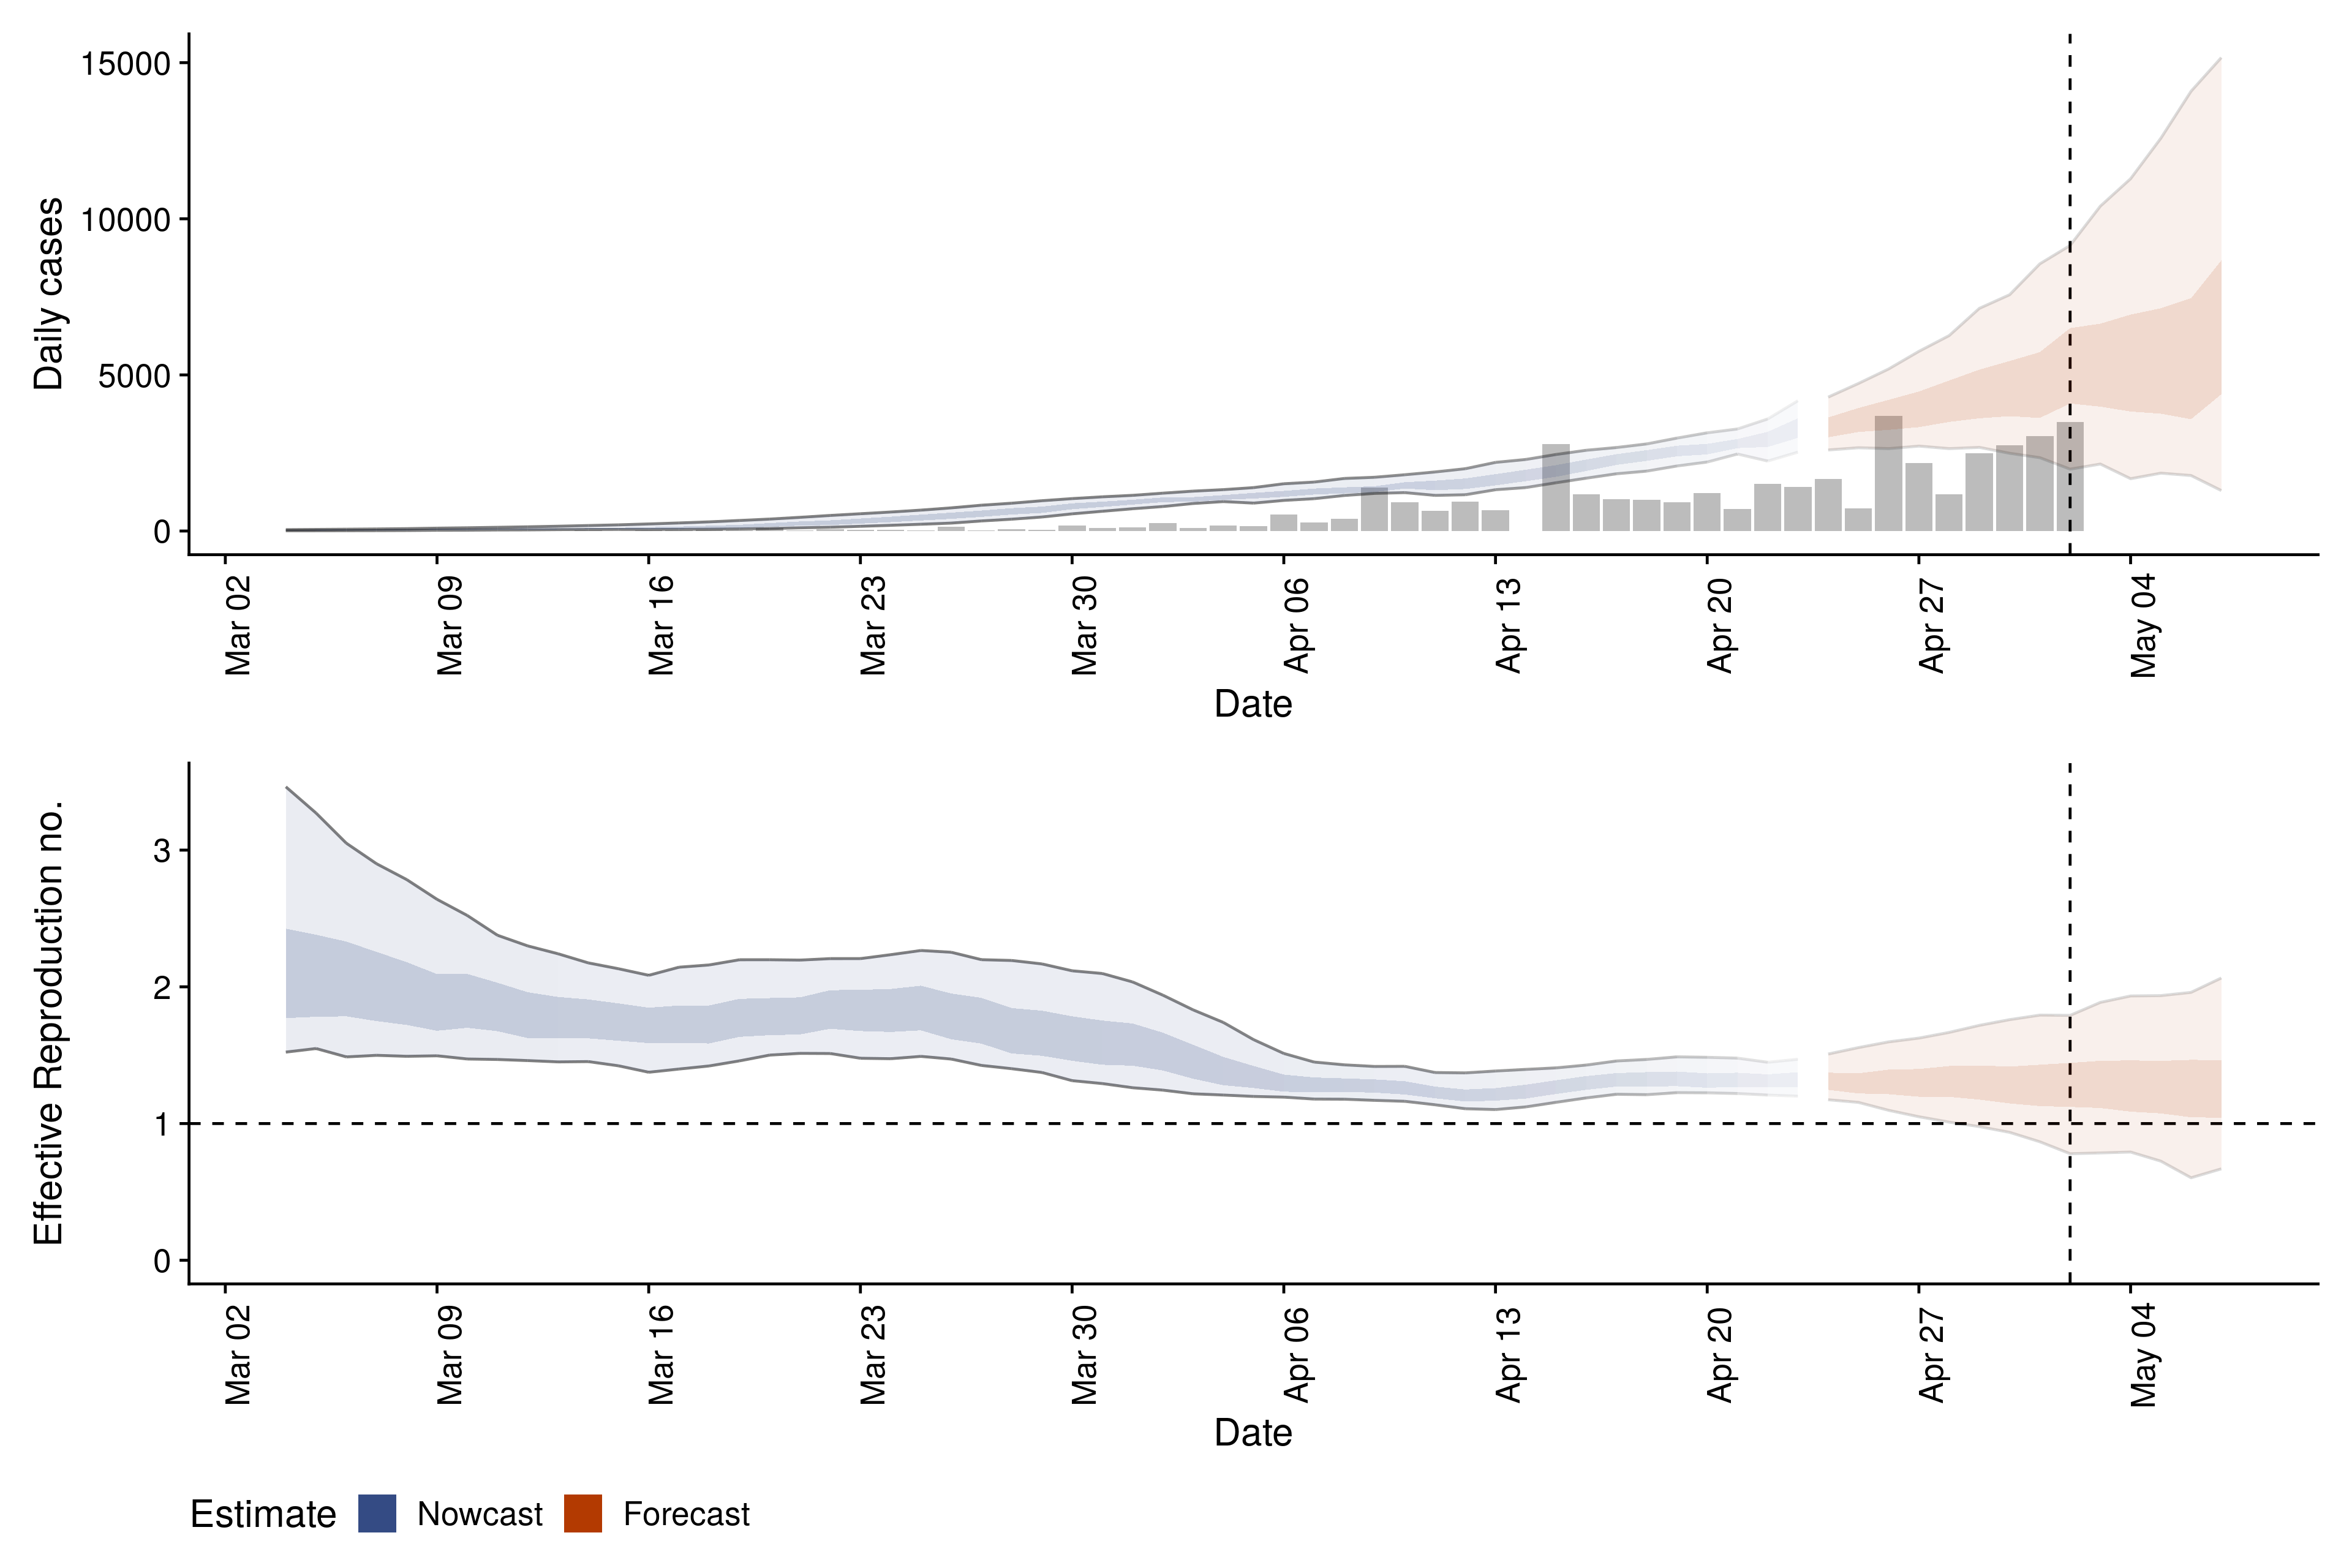 Daily cases
15000
10000
5000
0
Mar 02
Mar 09
Mar 16
Mar 23
Mar 30
Apr 06
Apr 13
Apr 20
Apr 27
May 04
Date
Effective Reproduction no.
3
2
1
0
Mar 02
Mar 09
Mar 16
Mar 23
Mar 30
Apr 06
Apr 13
Apr 20
Apr 27
May 04
Date
Estimate Nowcast Forecast